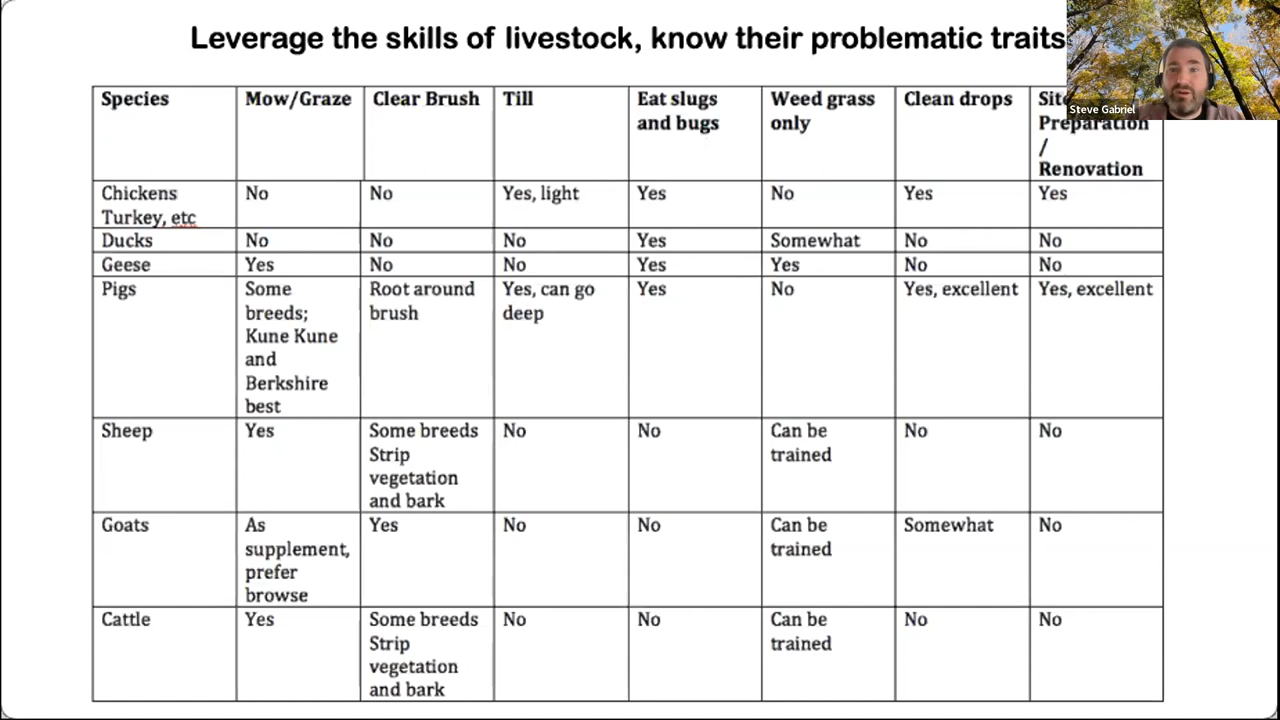 Leverage the skills of livestock, know their problematic traits
Steve Gabriel
Species Mow/Graze Clear Brush Till Eat slugs and bugs Weed grass only Clean drops Preparation / Renovation
Chickens Turkey, etc No No Yes, light Yes No Yes Yes
Ducks No No No Yes Somewhat No No
Geese Yes No No Yes Yes No No
Pigs Some breeds; Kune Kune and Berkshire best Root around brush Yes, can go deep Yes No Yes, excellent Yes, excellent
Sheep Yes Some breeds Strip vegetation and bark No No Can be trained No No
Goats As supplement, prefer browse Yes No No Can be trained Somewhat No
Cattle Yes Some breeds Strip vegetation and bark No No Can be trained No No